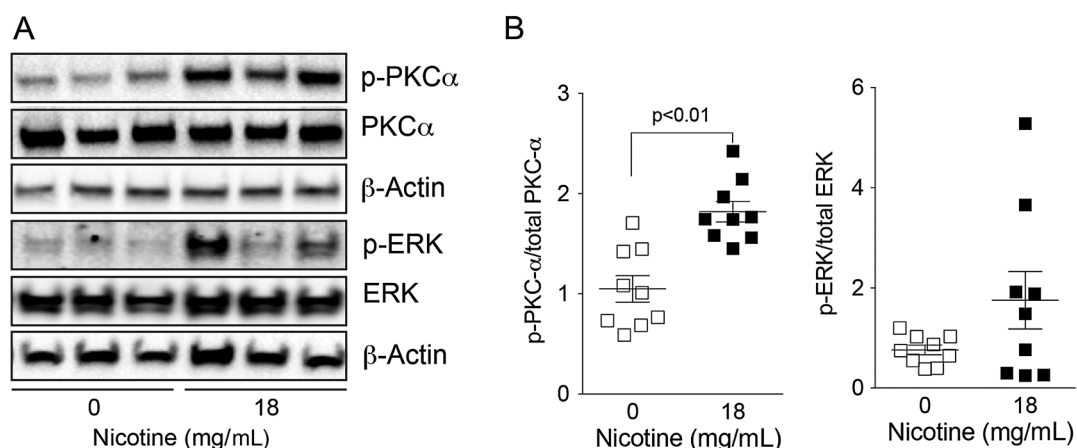 A
p-PKCα
PKCα
β-Actin
p-ERK
ERK
β-Actin
0 18
Nicotine (mg/mL)
B
p-PKC-α/total PKC-α
3
2
1
0
p<0.01
0 18
Nicotine (mg/mL)
p-ERK/total ERK
6
4
2
0
0 18
Nicotine (mg/mL)